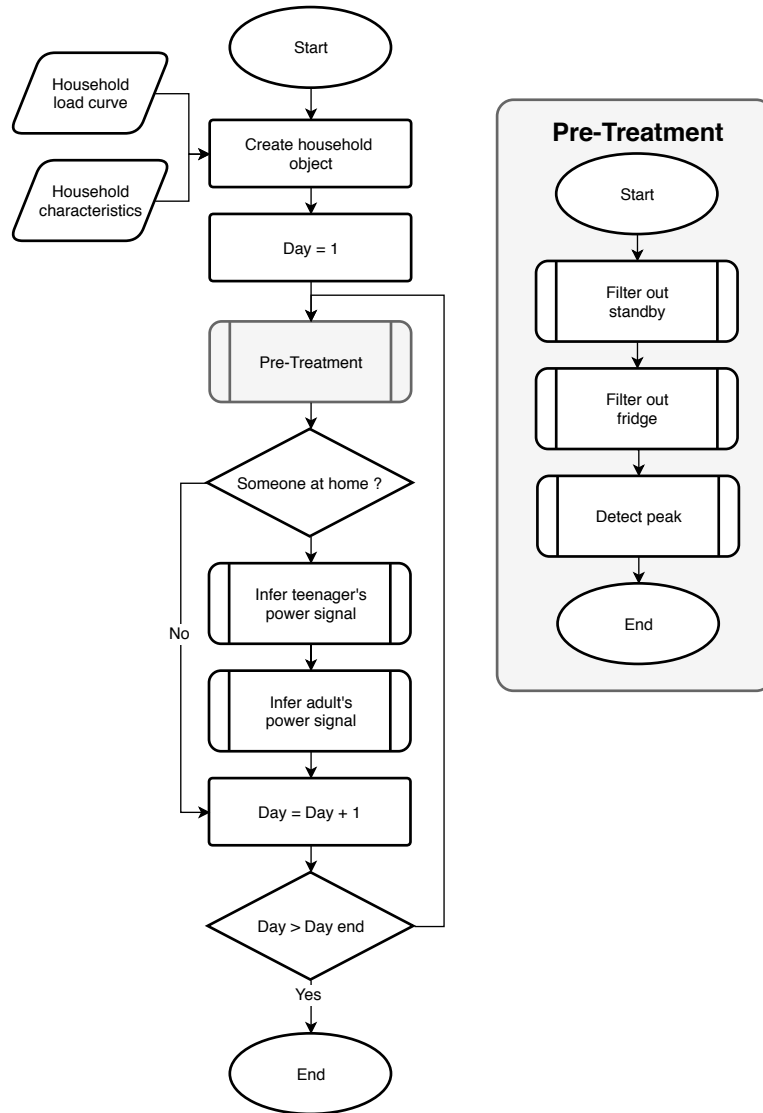 Start
Household
load curve
Create household
object
Household
characteristics
Day = 1
Pre-Treatment
Someone at home ?
Infer teenager's
power signal
No
Infer adult's
power signal
Day = Day + 1
Day > Day end
Yes
End
Pre-Treatment
Start
Filter out
standby
Filter out
fridge
Detect peak
End